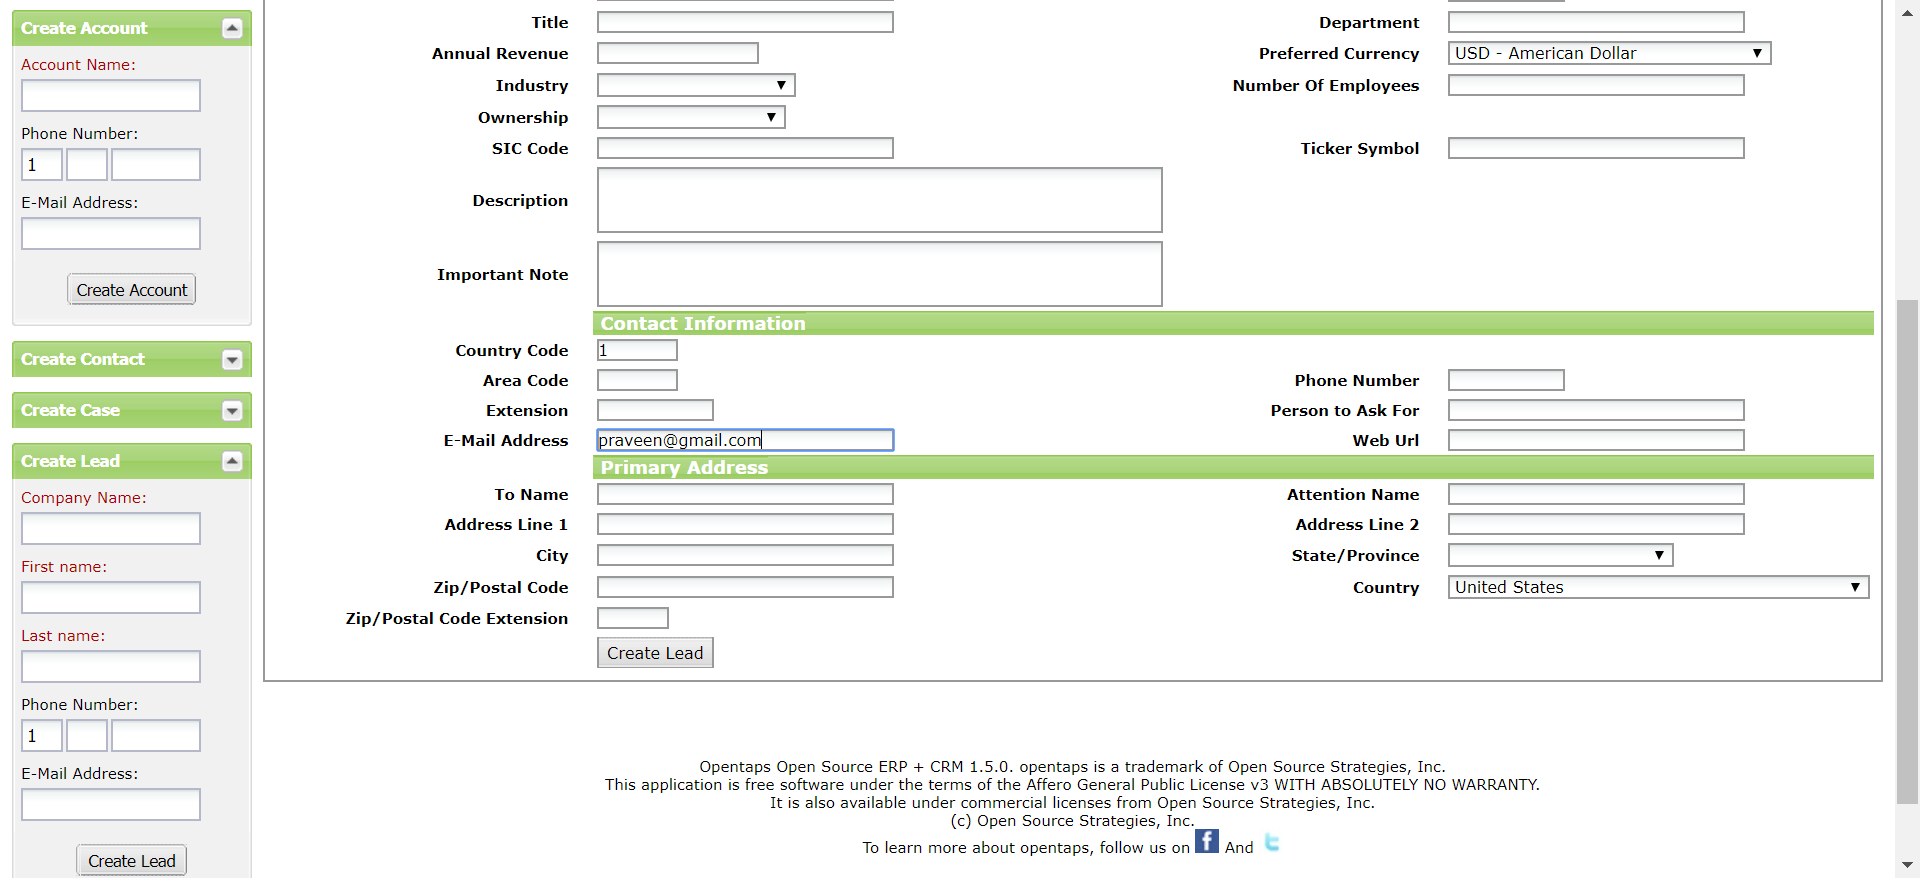 Create Account
Account Name:
Phone Number:
1
E-Mail Address:
Create Account
Create Contact
Create Case
Create Lead
Company Name:
First name:
Last name:
Phone Number:
1
E-Mail Address:
Create Lead
Title
Department
Annual Revenue
Preferred Currency USD - American Dollar
Industry
Number Of Employees
Ownership
SIC Code
Ticker Symbol
Description
Important Note
Contact Information
Country Code 1
Area Code
Phone Number
Extension
Person to Ask For
E-Mail Address praveen@gmail.com
Web Url
Primary Address
To Name
Attention Name
Address Line 1
Address Line 2
City
State/Province
Zip/Postal Code
Country United States
Zip/Postal Code Extension
Create Lead
Opentaps Open Source ERP + CRM 1.5.0. opentaps is a trademark of Open Source Strategies, Inc.
This application is free software under the terms of the Affero General Public License v3 WITH ABSOLUTELY NO WARRANTY.
It is also available under commercial licenses from Open Source Strategies, Inc.
(c) Open Source Strategies, Inc.
To learn more about opentaps, follow us on f And t